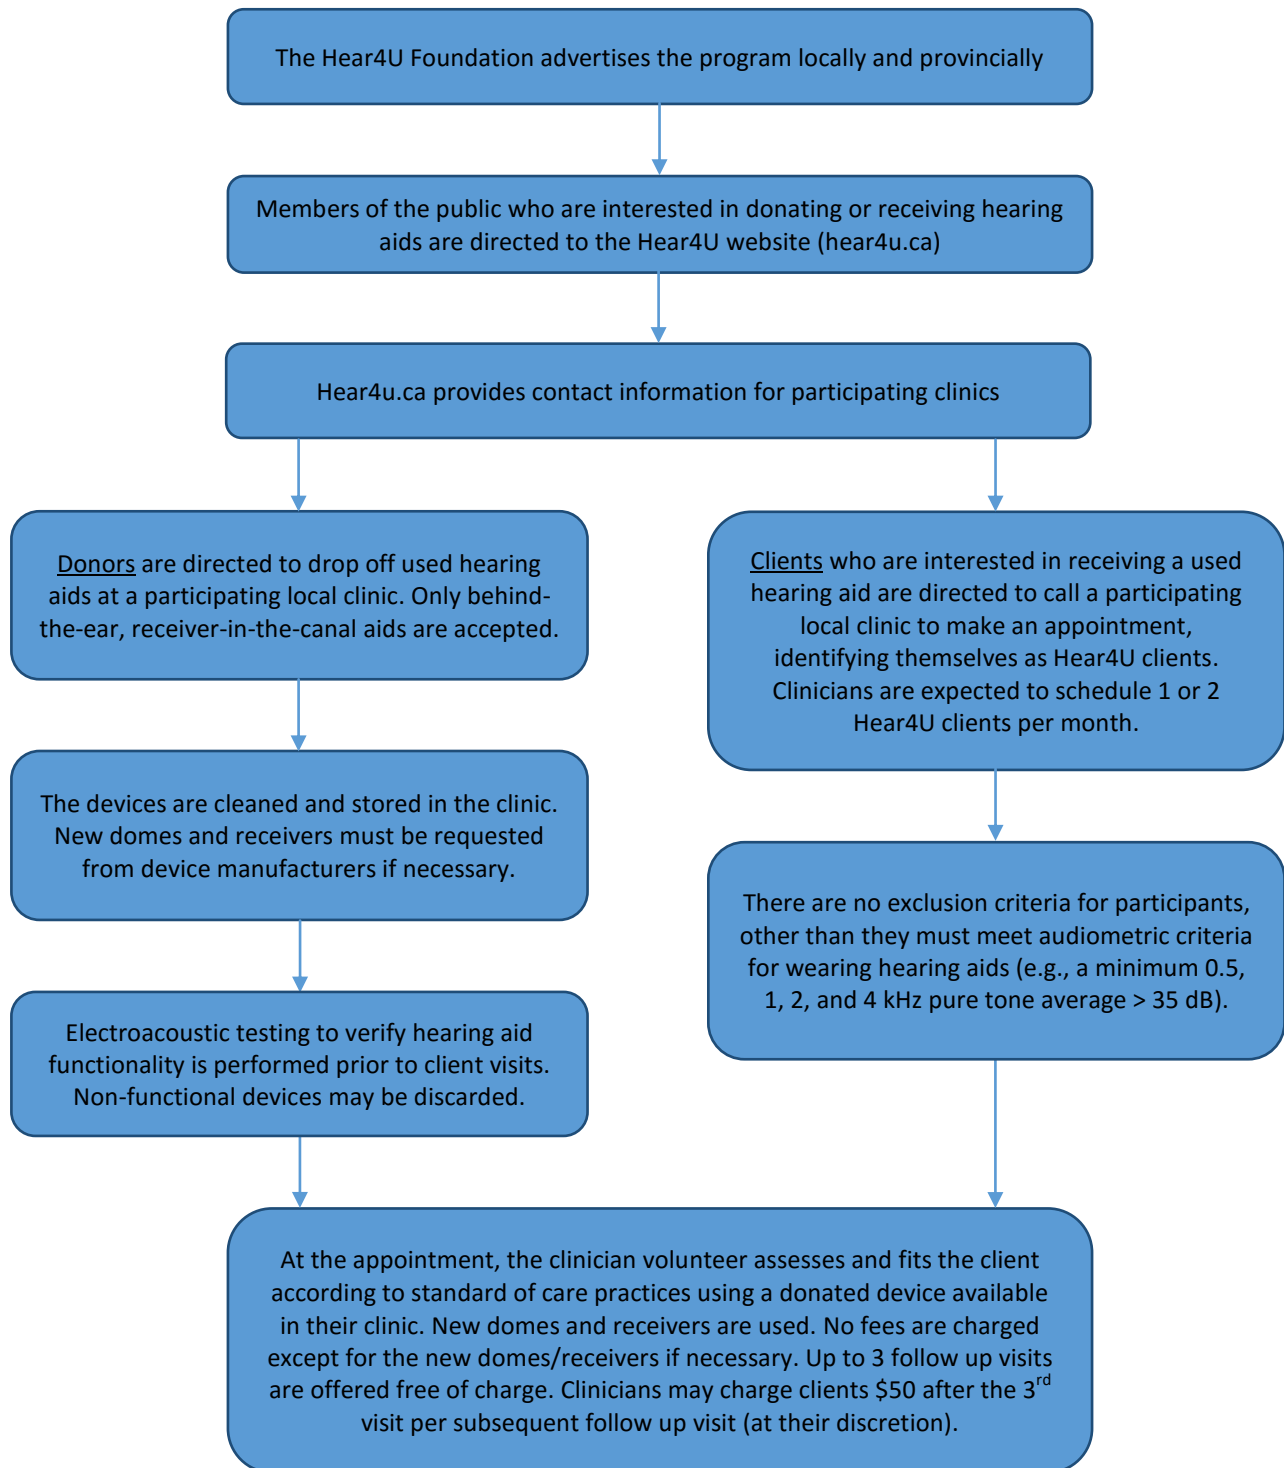 The Hear4U Foundation advertises the program locally and provincially
Members of the public who are interested in donating or receiving hearing
aids are directed to the Hear4U website (hear4u.ca)
Hear4u.ca provides contact information for participating clinics
Donors are directed to drop off used hearing
aids at a participating local clinic. Only behind-
the-ear, receiver-in-the-canal aids are accepted.
The devices are cleaned and stored in the clinic.
New domes and receivers must be requested
from device manufacturers if necessary.
Electroacoustic testing to verify hearing aid
functionality is performed prior to client visits.
Non-functional devices may be discarded.
Clients who are interested in receiving a used
hearing aid are directed to call a participating
local clinic to make an appointment,
identifying themselves as Hear4U clients.
Clinicians are expected to schedule 1 or 2
Hear4U clients per month.
There are no exclusion criteria for participants,
other than they must meet audiometric criteria
for wearing hearing aids (e.g., a minimum 0.5,
1, 2, and 4 kHz pure tone average > 35 dB).
At the appointment, the clinician volunteer assesses and fits the client
according to standard of care practices using a donated device available
in their clinic. New domes and receivers are used. No fees are charged
except for the new domes/receivers if necessary. Up to 3 follow up visits
are offered free of charge. Clinicians may charge clients $50 after the 3rd
visit per subsequent follow up visit (at their discretion).